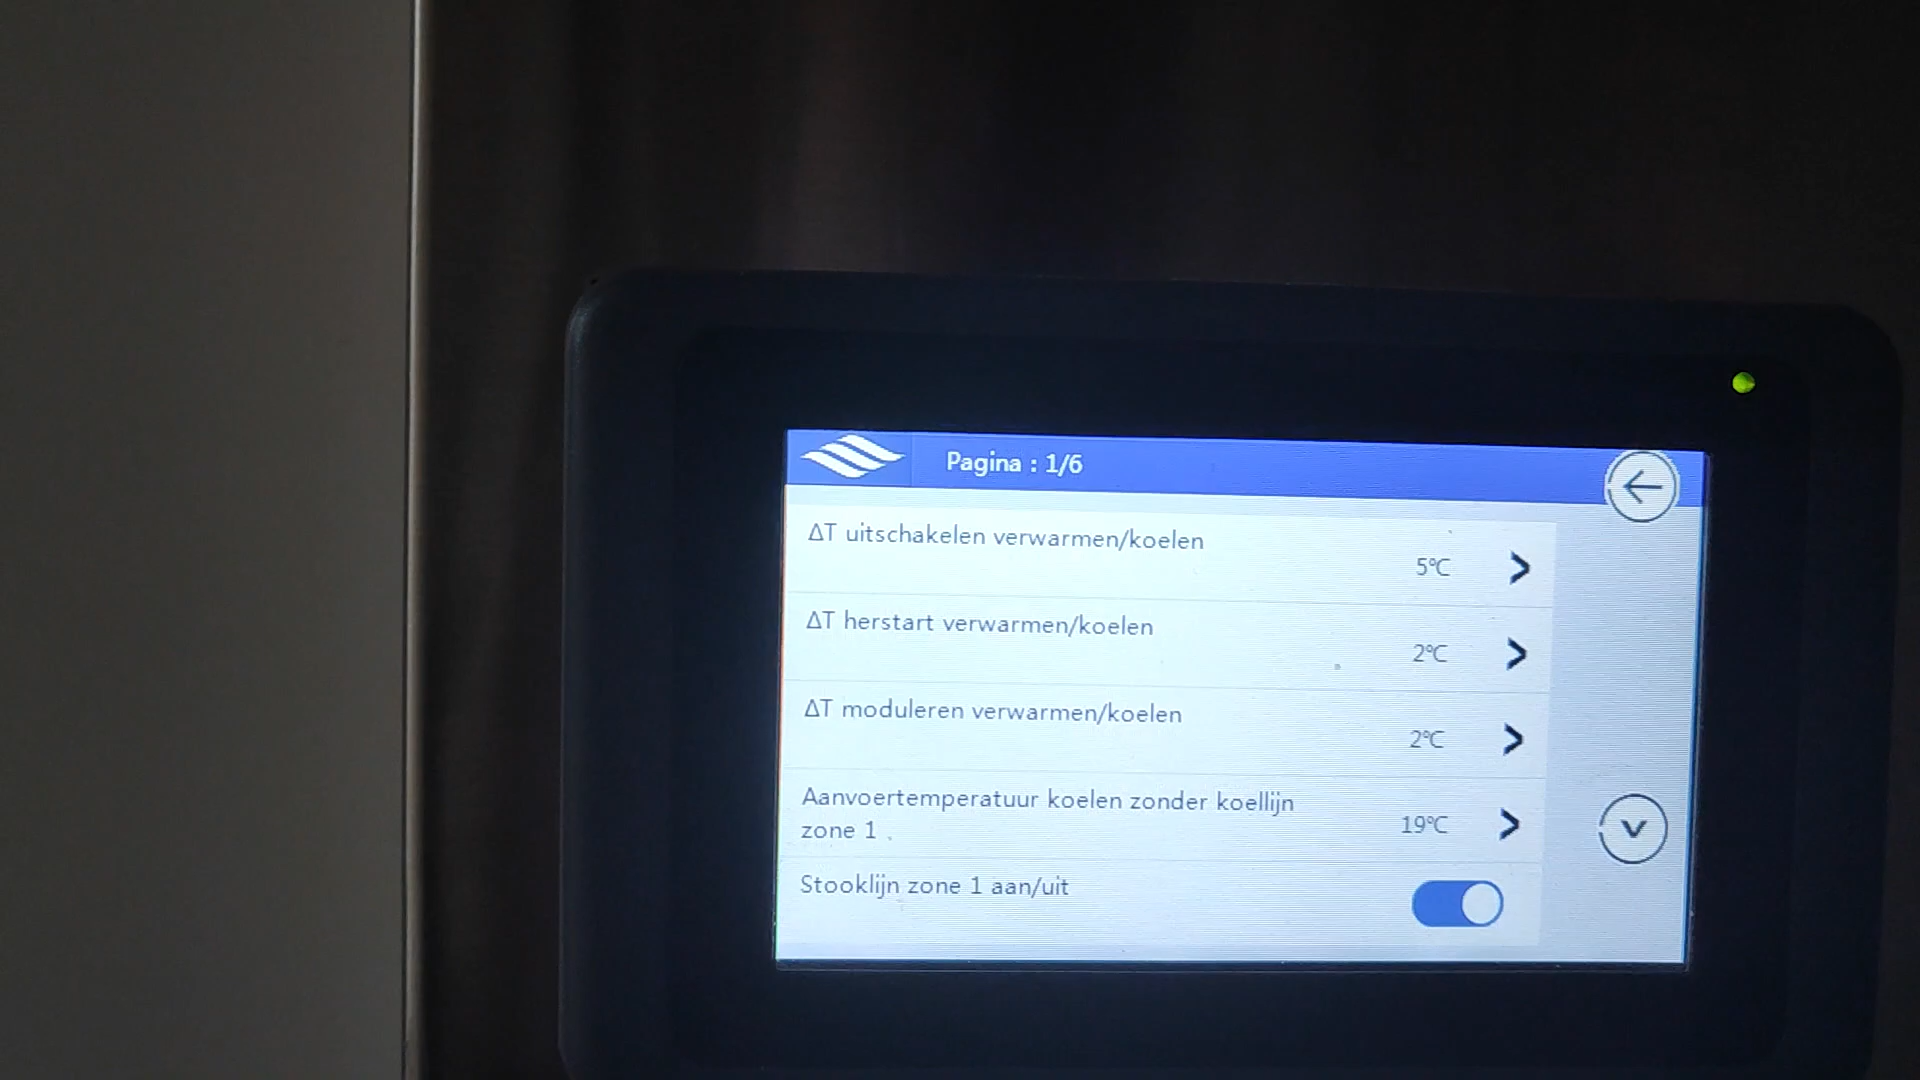 Pagina : 1/6
ΔT uitschakelen verwarmen/koelen
5°C
ΔT herstart verwarmen/koelen
2°C
ΔT moduleren verwarmen/koelen
2°C
Aanvoertemperatuur koelen zonder koellijn
zone 1
19°C
Stooklijn zone 1 aan/uit